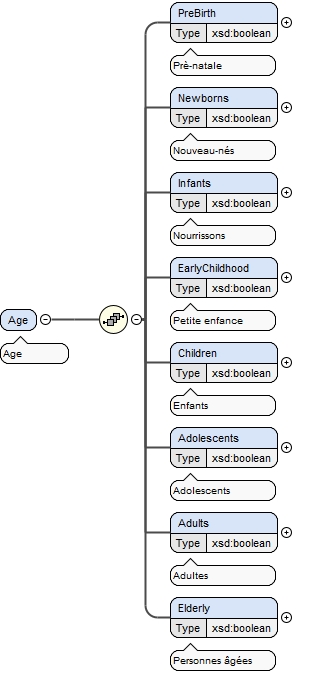 PreBirth
Type xsd:boolean
Prè-natale
Newborns
Type xsd:boolean
Nouveau-nés
Infants
Type xsd:boolean
Nourrissons
EarlyChildhood
Type xsd:boolean
Petite enfance
Age
Age
Children
Type xsd:boolean
Enfants
Adolescents
Type xsd:boolean
Adolescents
Adults
Type xsd:boolean
Adultes
Elderly
Type xsd:boolean
Personnes âgées